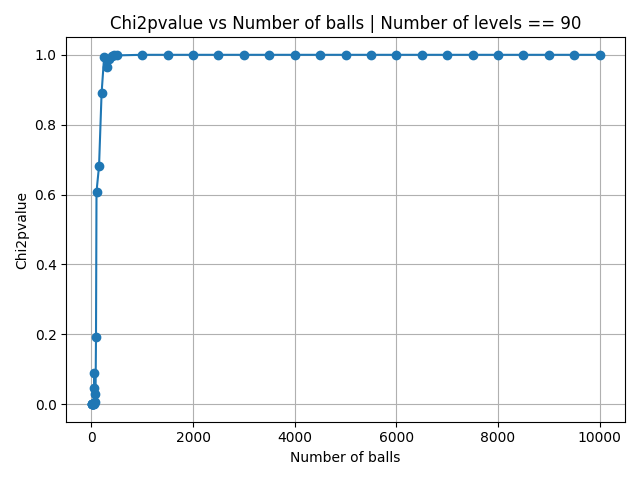 Chi2pvalue vs Number of balls | Number of levels == 90
1.0
0.8
0.6
0.4
0.2
0.0
Chi2pvalue
0 2000 4000 6000 8000 10000
Number of balls